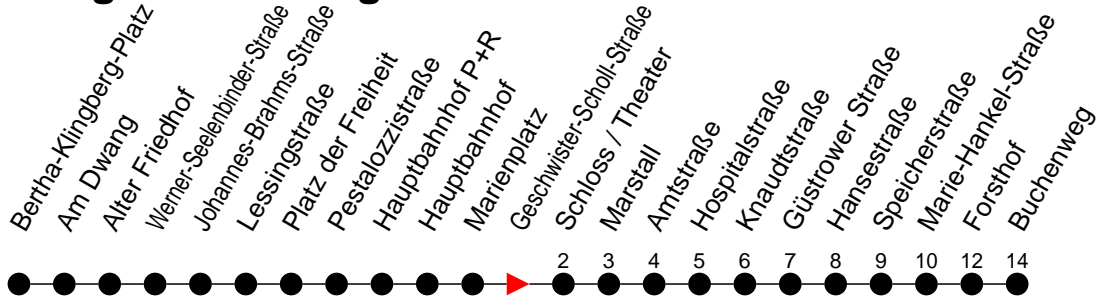 Bertha-Klingberg-Platz
Am Dwang
Alter Friedhof
Werner-Seelenbinder-Straße
Johannes-Brahms-Straße
Lessingstraße
Platz der Freiheit
Pestalozzistraße
Hauptbahnhof P+R
Hauptbahnhof
Marienplatz
Geschwister-Scholl-Straße
Schloss / Theater
Marstall
Amtstraße
Hospitalstraße
Knaudtstraße
Güstrower Straße
Hansestraße
Speicherstraße
Marie-Hankel-Straße
Forsthof
Buchenweg
2 3 4 5 6 7 8 9 10 12 14